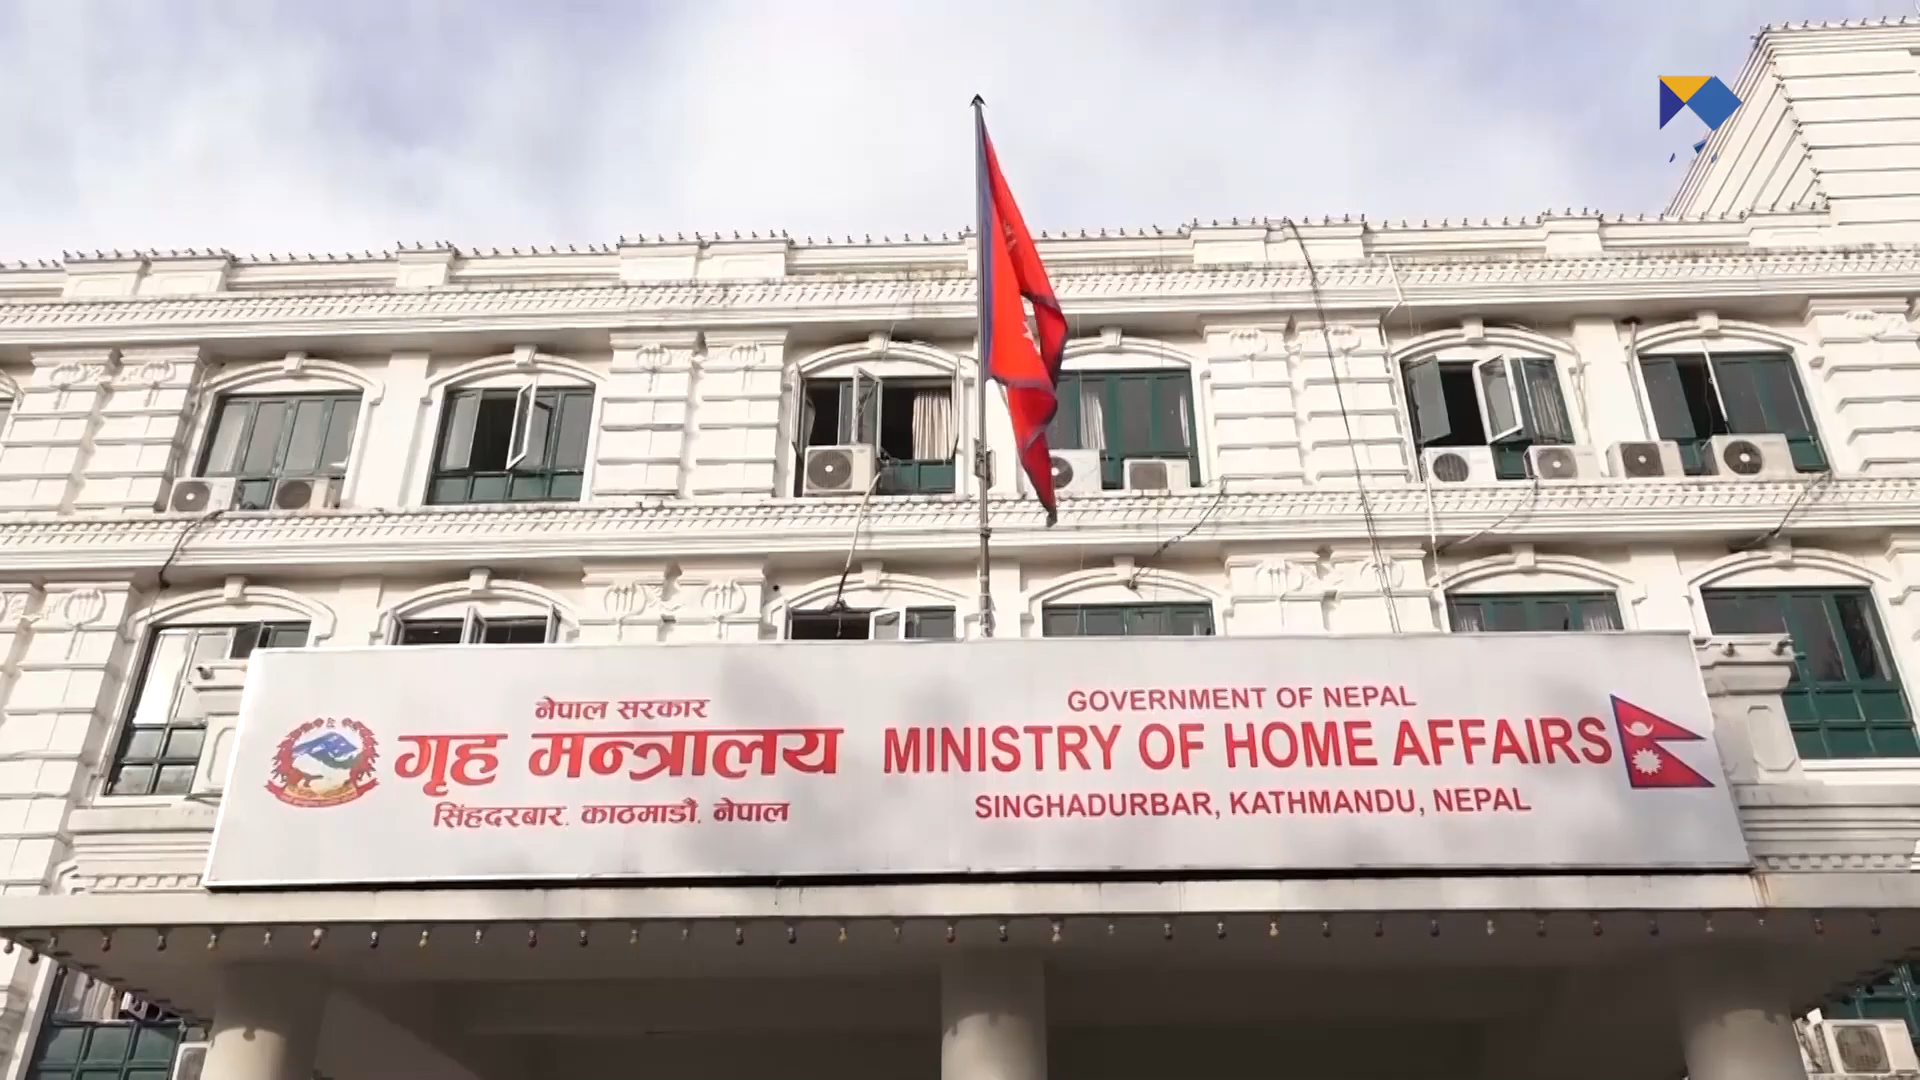 नेपाल सरकार
गृह मन्त्रालय
सिंहदरबार, काठमाडौं, नेपाल
GOVERNMENT OF NEPAL
MINISTRY OF HOME AFFAIRS
SINGHADURBAR, KATHMANDU, NEPAL